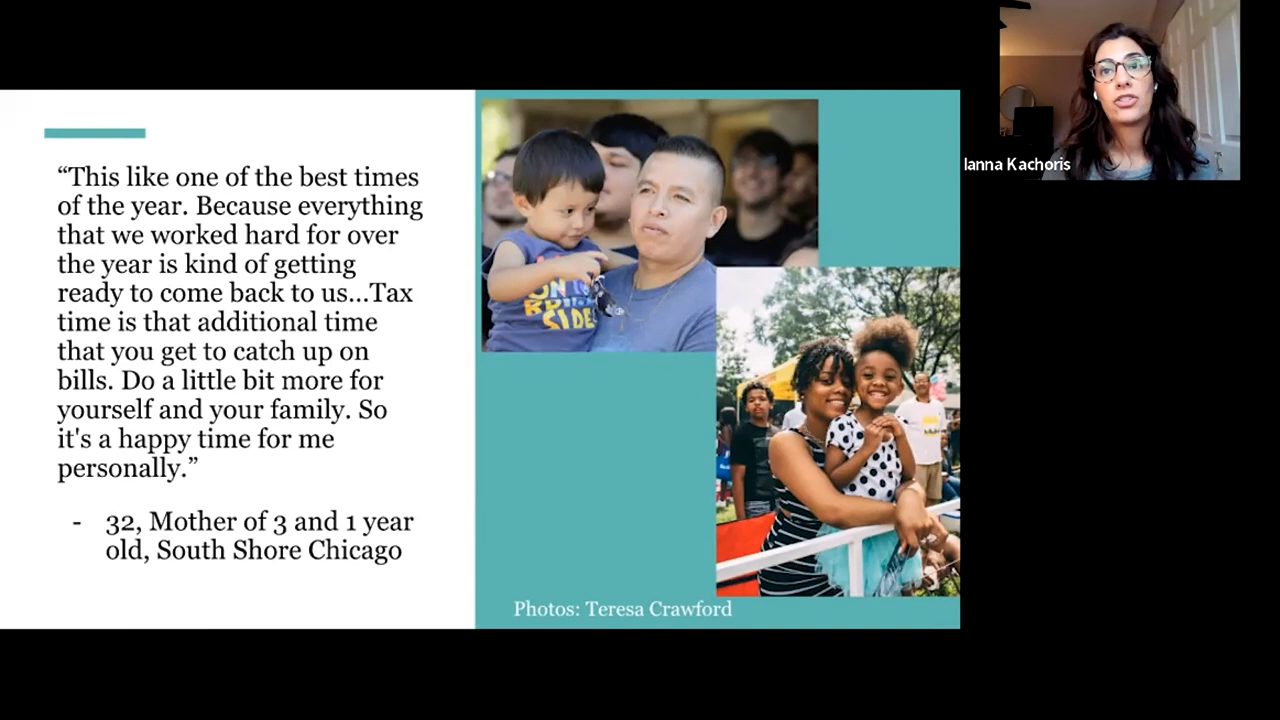 “This like one of the best times
of the year. Because everything
that we worked hard for over
the year is kind of getting
ready to come back to us...Tax
time is that additional time
that you get to catch up on
bills. Do a little bit more for
yourself and your family. So
it's a happy time for me
personally.”
- 32, Mother of 3 and 1 year
old, South Shore Chicago
SIDE
Photos: Teresa Crawford
Ianna Kachoris